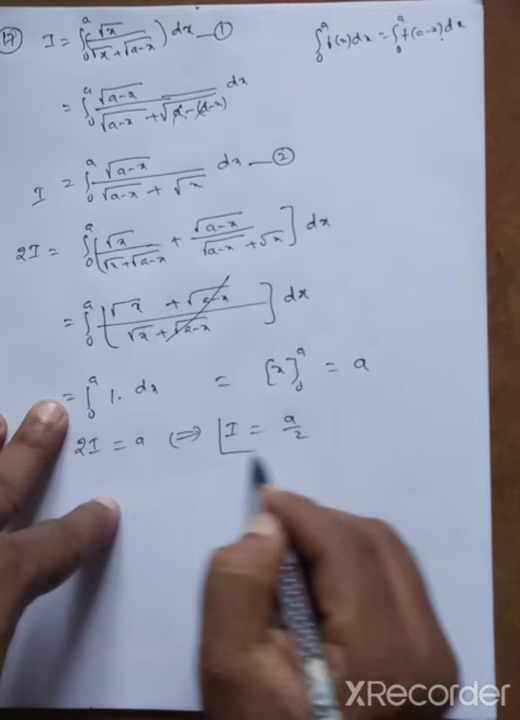 17 I = ∫₀ᵃ (√x / √x + √a-x) dx — ① ∫₀ᵃ f(x)dx = ∫₀ᵃ f(a-x)dx
= ∫₀ᵃ √a-x / √a-x + √a-(a-x) dx
I = ∫₀ᵃ √a-x / √a-x + √x dx — ②
2I = ∫₀ᵃ [√x / √x+√a-x + √a-x / √a-x + √x] dx
= ∫₀ᵃ [√x + √a-x / √x + √a-x] dx
= ∫₀ᵃ 1. dx = [x]₀ᵃ = a
2I = a ⇒ I = a/2
XRecorder